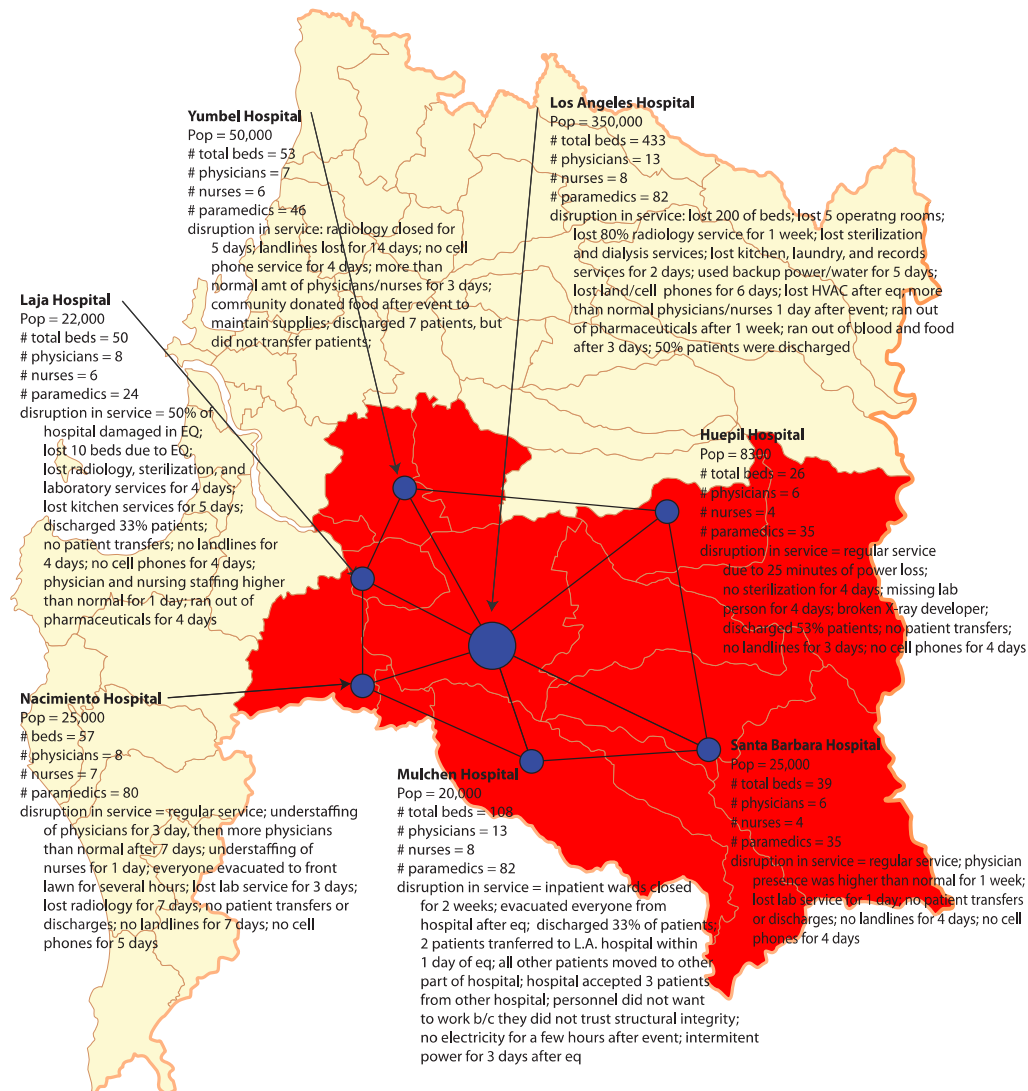 Yumbel Hospital
Pop = 50,000
# total beds = 53
# physicians = 7
# nurses = 6
# paramedics = 46
disruption in service: radiology closed for
5 days; landlines lost for 14 days; no cell
phone service for 4 days; more than
normal amt of physicians/nurses for 3 days;
community donated food after event to
maintain supplies; discharged 7 patients, but
did not transfer patients;
Los Angeles Hospital
Pop = 350,000
# total beds = 433
# physicians = 13
# nurses = 8
# paramedics = 82
disruption in service: lost 200 of beds; lost 5 operatng rooms;
lost 80% radiology service for 1 week; lost sterilization
and dialysis services; lost kitchen, laundry, and records
services for 2 days; used backup power/water for 5 days;
lost land/cell phones for 6 days; lost HVAC after eq; more
than normal physicians/nurses 1 day after event; ran out
of pharmaceuticals after 1 week; ran out of blood and food
after 3 days; 50% patients were discharged
Laja Hospital
Pop = 22,000
# total beds = 50
# physicians = 8
# nurses = 6
# paramedics = 24
disruption in service = 50% of
hospital damaged in EQ;
lost 10 beds due to EQ;
lost radiology, sterilization, and
laboratory services for 4 days;
lost kitchen services for 5 days;
discharged 33% patients;
no patient transfers; no landlines for
4 days; no cell phones for 4 days;
physician and nursing staffing higher
than normal for 1 day; ran out of
pharmaceuticals for 4 days
Huepil Hospital
Pop = 8300
# total beds = 26
# physicians = 6
# nurses = 4
# paramedics = 35
disruption in service = regular service
due to 25 minutes of power loss;
no sterilization for 4 days; missing lab
person for 4 days; broken X-ray developer;
discharged 53% patients; no patient transfers;
no landlines for 3 days; no cell phones for 4 days
Nacimiento Hospital
Pop = 25,000
# beds = 57
# physicians = 8
# nurses = 7
# paramedics = 80
disruption in service = regular service; understaffing
of physicians for 3 day, then more physicians
than normal after 7 days; understaffing of
nurses for 1 day; everyone evacuated to front
lawn for several hours; lost lab service for 3 days;
lost radiology for 7 days; no patient transfers or
discharges; no landlines for 7 days; no cell
phones for 5 days
Mulchen Hospital
Pop = 20,000
# total beds = 108
# physicians = 13
# nurses = 8
# paramedics = 82
disruption in service = inpatient wards closed
for 2 weeks; evacuated everyone from
hospital after eq; discharged 33% of patients;
2 patients tranferred to L.A. hospital within
1 day of eq; all other patients moved to other
part of hospital; hospital accepted 3 patients
from other hospital; personnel did not want
to work b/c they did not trust structural integrity;
no electricity for a few hours after event; intermitent
power for 3 days after eq
Santa Barbara Hospital
Pop = 25,000
# total beds = 39
# physicians = 6
# nurses = 4
# paramedics = 35
disruption in service = regular service; physician
presence was higher than normal for 1 week;
lost lab service for 1 day; no patient transfers
or discharges; no landlines for 4 days; no cell
phones for 4 days